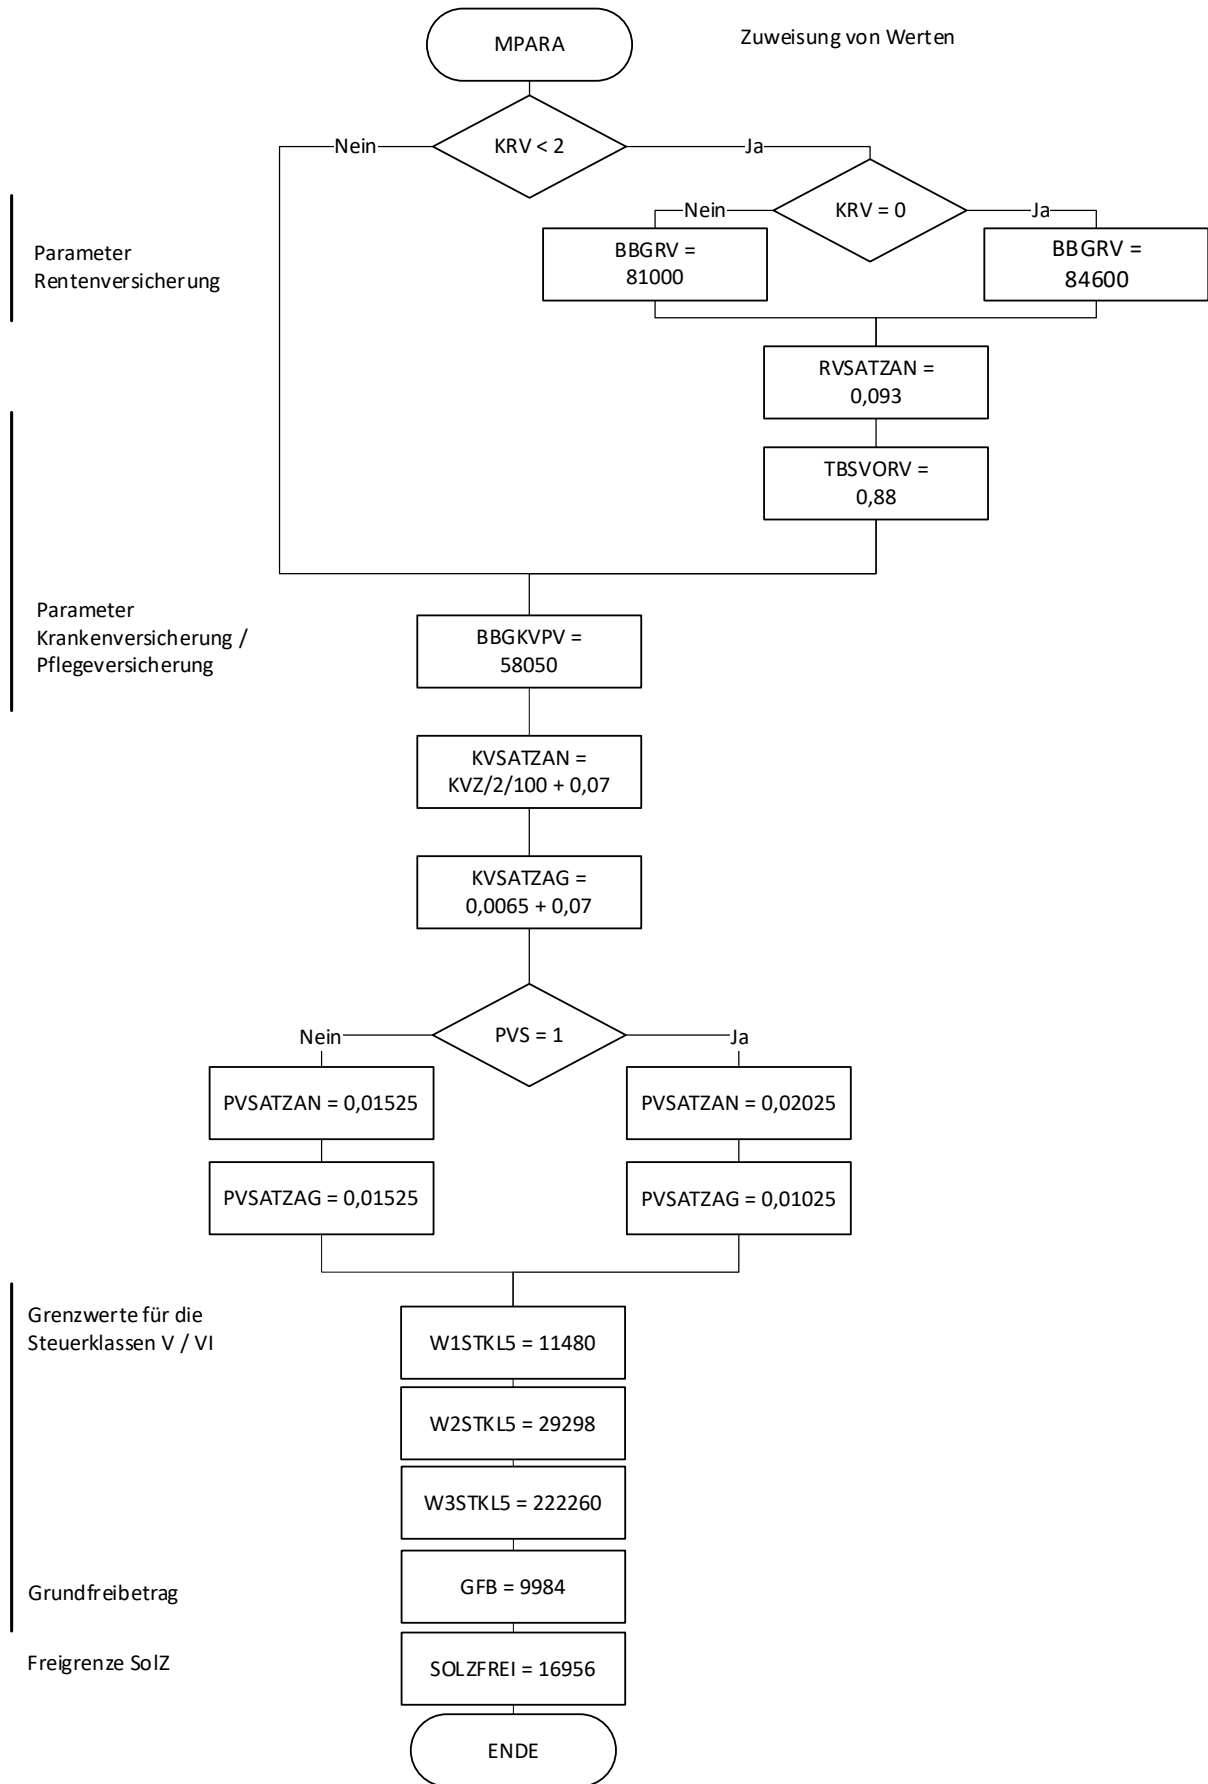 MPARA
Zuweisung von Werten
Nein
KRV < 2
Ja
Nein
KRV = 0
Ja
Parameter
Rentenversicherung
BBGRV =
81000
BBGRV =
84600
RVSATZAN =
0,093
TBSVORV =
0,88
Parameter
Krankenversicherung /
Pflegeversicherung
BBGKVPV =
58050
KVSATZAN =
KVZ/2/100 + 0,07
KVSATZAG =
0,0065 + 0,07
Nein
PVS = 1
Ja
PVSATZAN = 0,01525
PVSATZAN = 0,02025
PVSATZAG = 0,01525
PVSATZAG = 0,01025
Grenzwerte für die
Steuerklassen V / VI
W1STKL5 = 11480
W2STKL5 = 29298
W3STKL5 = 222260
Grundfreibetrag
GFB = 9984
Freigrenze SolZ
SOLZFREI = 16956
ENDE